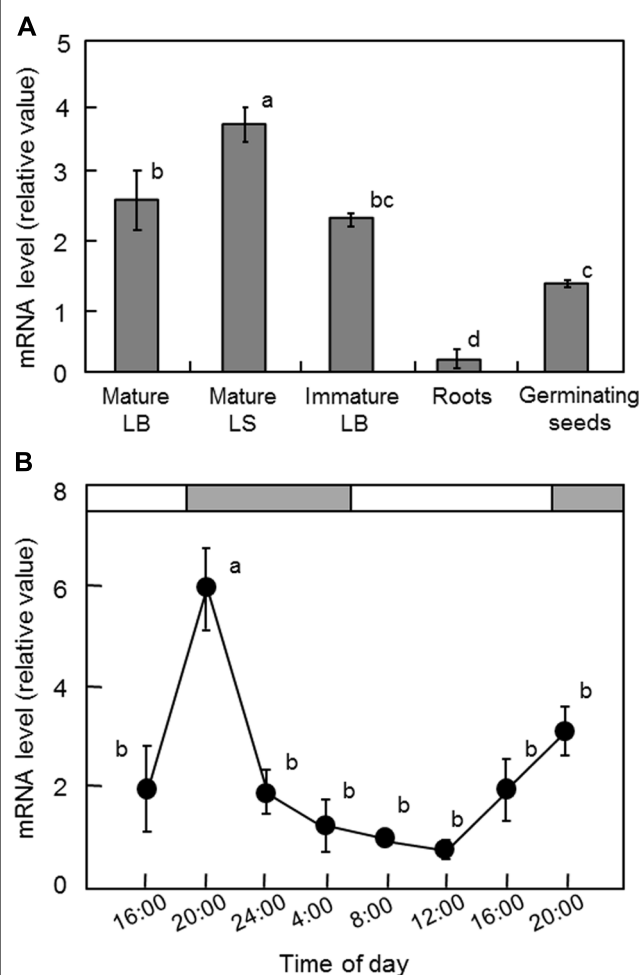 A
mRNA level (relative value)
5
4
3
2
1
0
b
a
bc
d
c
Mature LB
Mature LS
Immature LB
Roots
Germinating seeds
B
mRNA level (relative value)
8
6
4
2
0
b
a
b
b
b
b
b
b
16:00
20:00
24:00
4:00
8:00
12:00
16:00
20:00
Time of day